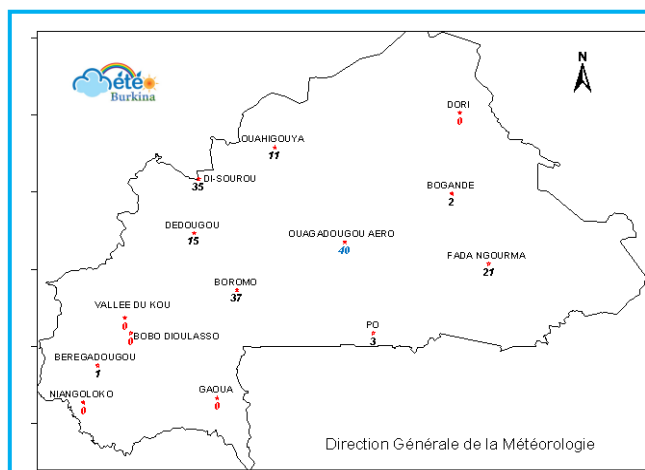 été
Burkina
N
DORI
0
OUAHIGOUYA
11
DI-SOUROU
35
BOGANDE
2
DEDOUGOU
15
OUAGADOUGOU AERO
40
FADA NGOURMA
21
BOROMO
37
VALLEE DU KOU
0
BOBO DIOULASSO
0
PO
3
BEREGADOUGOU
1
NIANGOLOKO
0
GAOUA
0
Direction Générale de la Météorologie